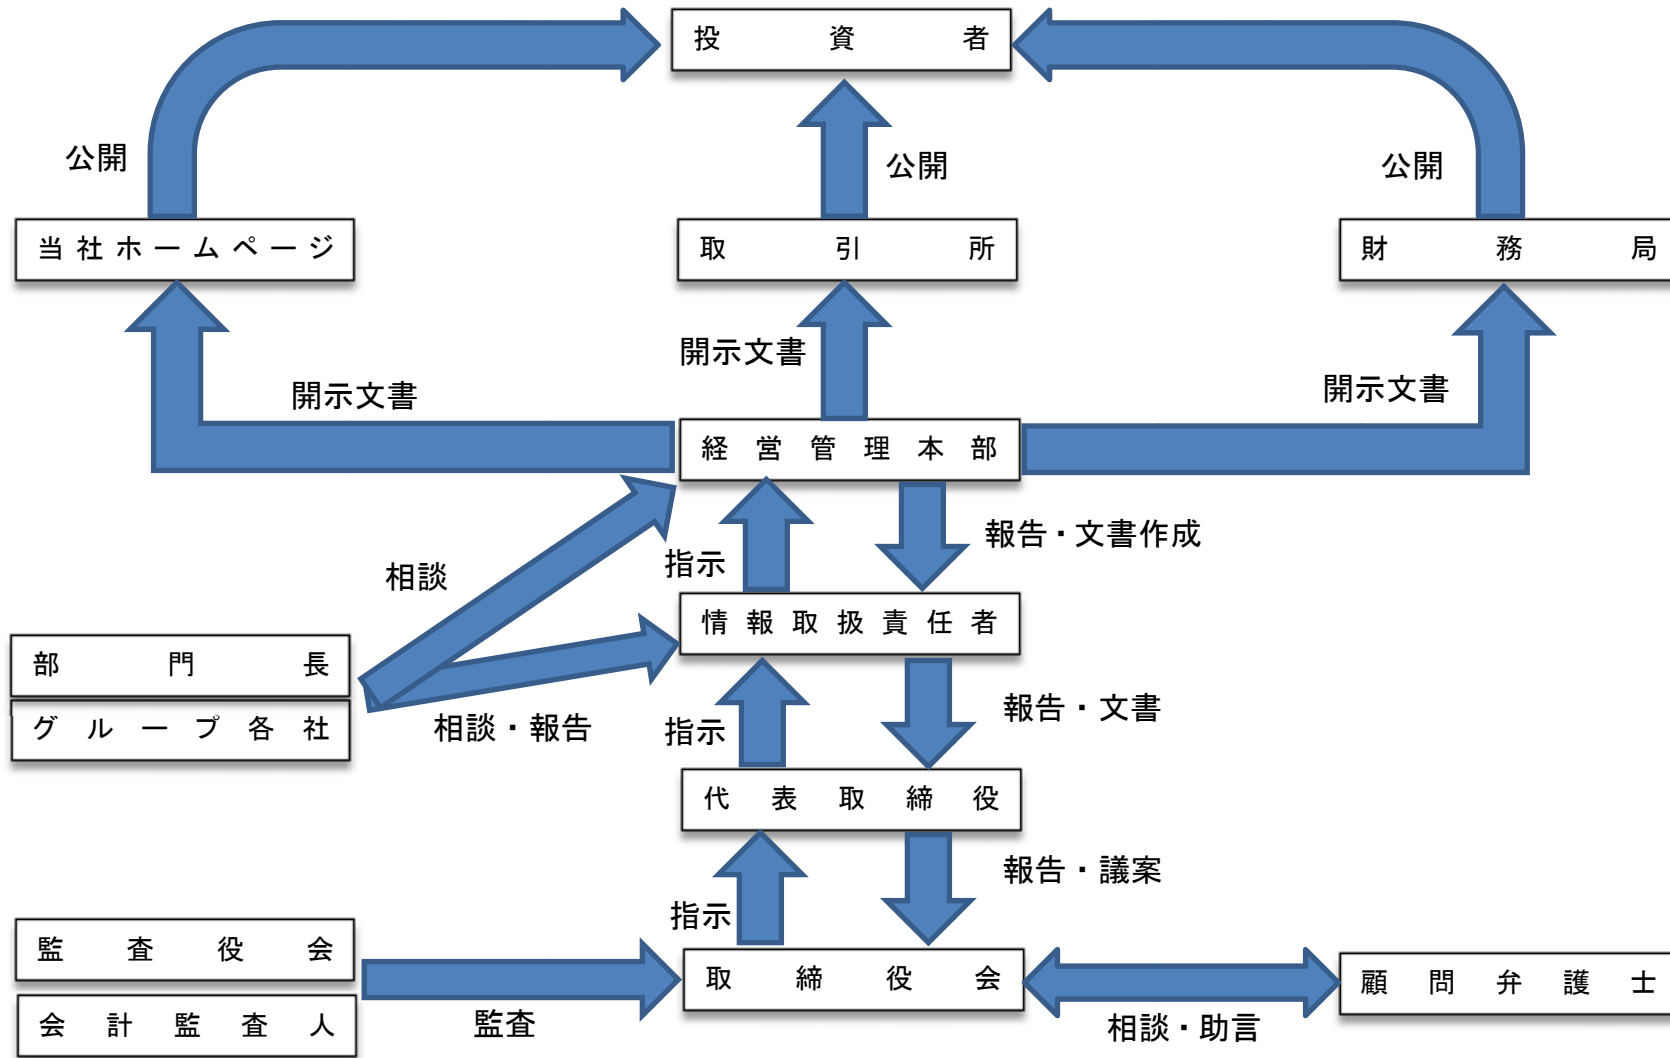 投資者
公開
公開
公開
当社ホームページ
取引所
財務局
開示文書
開示文書
開示文書
経営管理本部
報告・文書作成
指示
相談
情報取扱責任者
部門長
グループ各社
相談・報告
指示
報告・文書
代表取締役
報告・議案
指示
監査役会
取締役会
顧問弁護士
会計監査人
監査
相談・助言